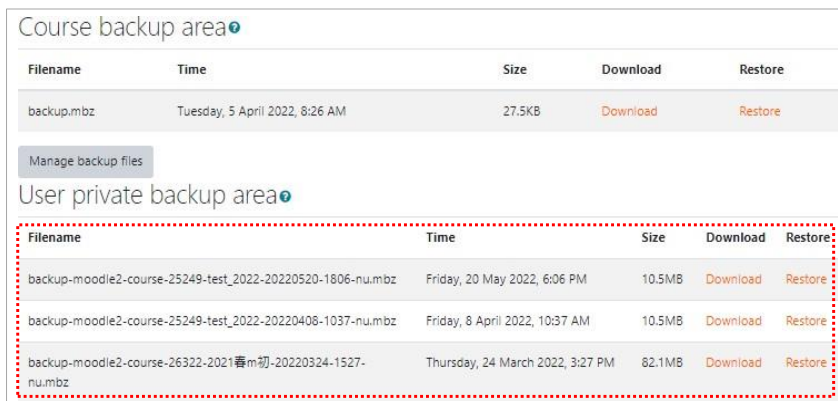 Course backup area
Filename Time Size Download Restore
backup.mbz Tuesday, 5 April 2022, 8:26 AM 27.5KB Download Restore
Manage backup files
User private backup area
Filename Time Size Download Restore
backup-moodle2-course-25249-test_2022-20220520-1806-nu.mbz Friday, 20 May 2022, 6:06 PM 10.5MB Download Restore
backup-moodle2-course-25249-test_2022-20220408-1037-nu.mbz Friday, 8 April 2022, 10:37 AM 10.5MB Download Restore
backup-moodle2-course-26322-2021春m初-20220324-1527- Thursday, 24 March 2022, 3:27 PM 82.1MB Download Restore
nu.mbz